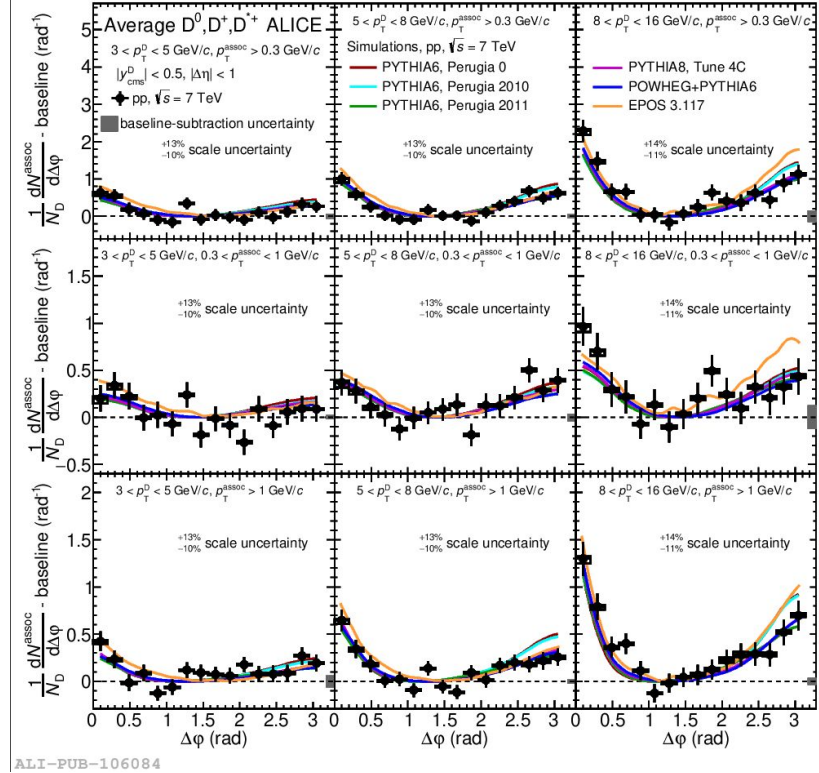 Average D⁰,D⁺,D*⁺ ALICE
3 < p_T^D < 5 GeV/c, p_T^assoc > 0.3 GeV/c
|y_cms^D| < 0.5, |Δη| < 1
pp, √s = 7 TeV
baseline-subtraction uncertainty
+13%
−10% scale uncertainty
5 < p_T^D < 8 GeV/c, p_T^assoc > 0.3 GeV/c
Simulations, pp, √s = 7 TeV
PYTHIA6, Perugia 0
PYTHIA6, Perugia 2010
PYTHIA6, Perugia 2011
+13%
−10% scale uncertainty
8 < p_T^D < 16 GeV/c, p_T^assoc > 0.3 GeV/c
PYTHIA8, Tune 4C
POWHEG+PYTHIA6
EPOS 3.117
+14%
−11% scale uncertainty
1/N_D dN^assoc/dΔφ - baseline (rad⁻¹)
5
4
3
2
1
0
3 < p_T^D < 5 GeV/c, 0.3 < p_T^assoc < 1 GeV/c
+13%
−10% scale uncertainty
5 < p_T^D < 8 GeV/c, 0.3 < p_T^assoc < 1 GeV/c
+13%
−10% scale uncertainty
8 < p_T^D < 16 GeV/c, 0.3 < p_T^assoc < 1 GeV/c
+14%
−11% scale uncertainty
1/N_D dN^assoc/dΔφ - baseline (rad⁻¹)
1.5
1
0.5
0
−0.5
3 < p_T^D < 5 GeV/c, p_T^assoc > 1 GeV/c
+13%
−10% scale uncertainty
5 < p_T^D < 8 GeV/c, p_T^assoc > 1 GeV/c
+13%
−10% scale uncertainty
8 < p_T^D < 16 GeV/c, p_T^assoc > 1 GeV/c
+14%
−11% scale uncertainty
1/N_D dN^assoc/dΔφ - baseline (rad⁻¹)
2
1.5
1
0.5
0
0 0.5 1 1.5 2 2.5 3
0 0.5 1 1.5 2 2.5 3
0 0.5 1 1.5 2 2.5 3
Δφ (rad)
Δφ (rad)
Δφ (rad)
ALI−PUB−106084